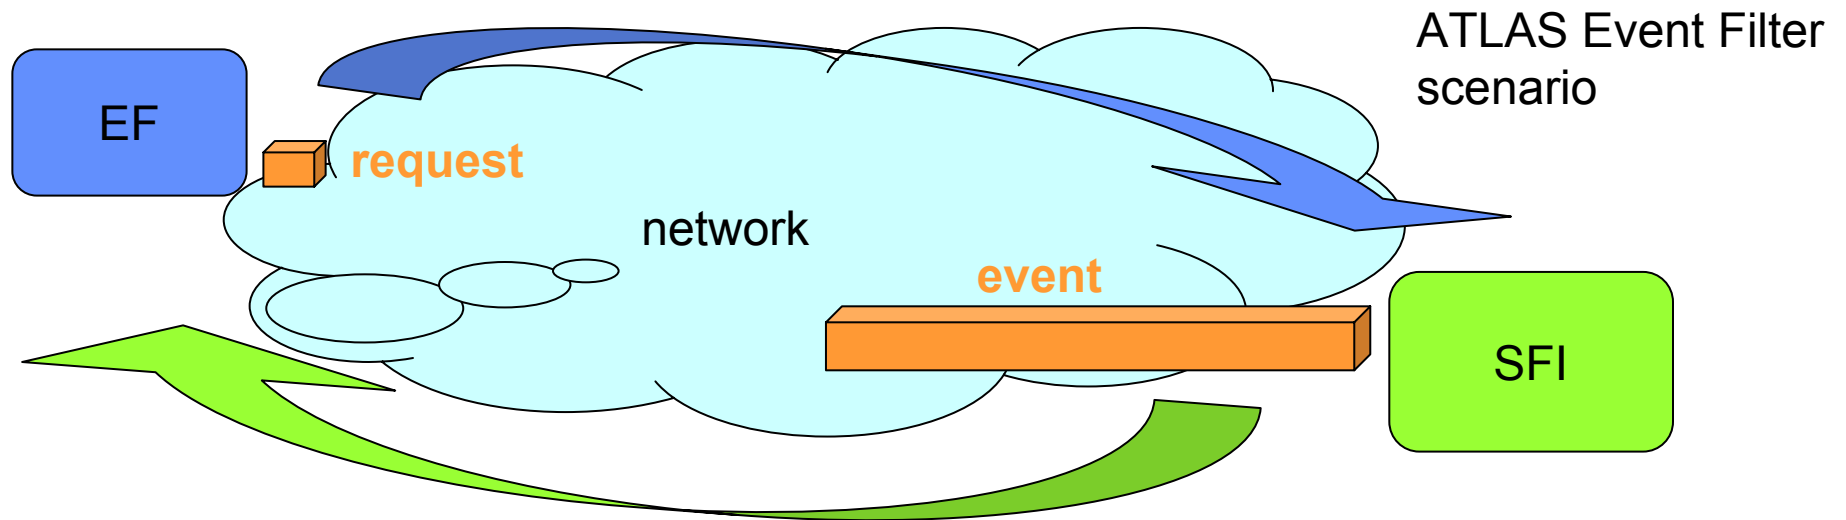 ATLAS Event Filter
scenario
EF
request
network
event
SFI